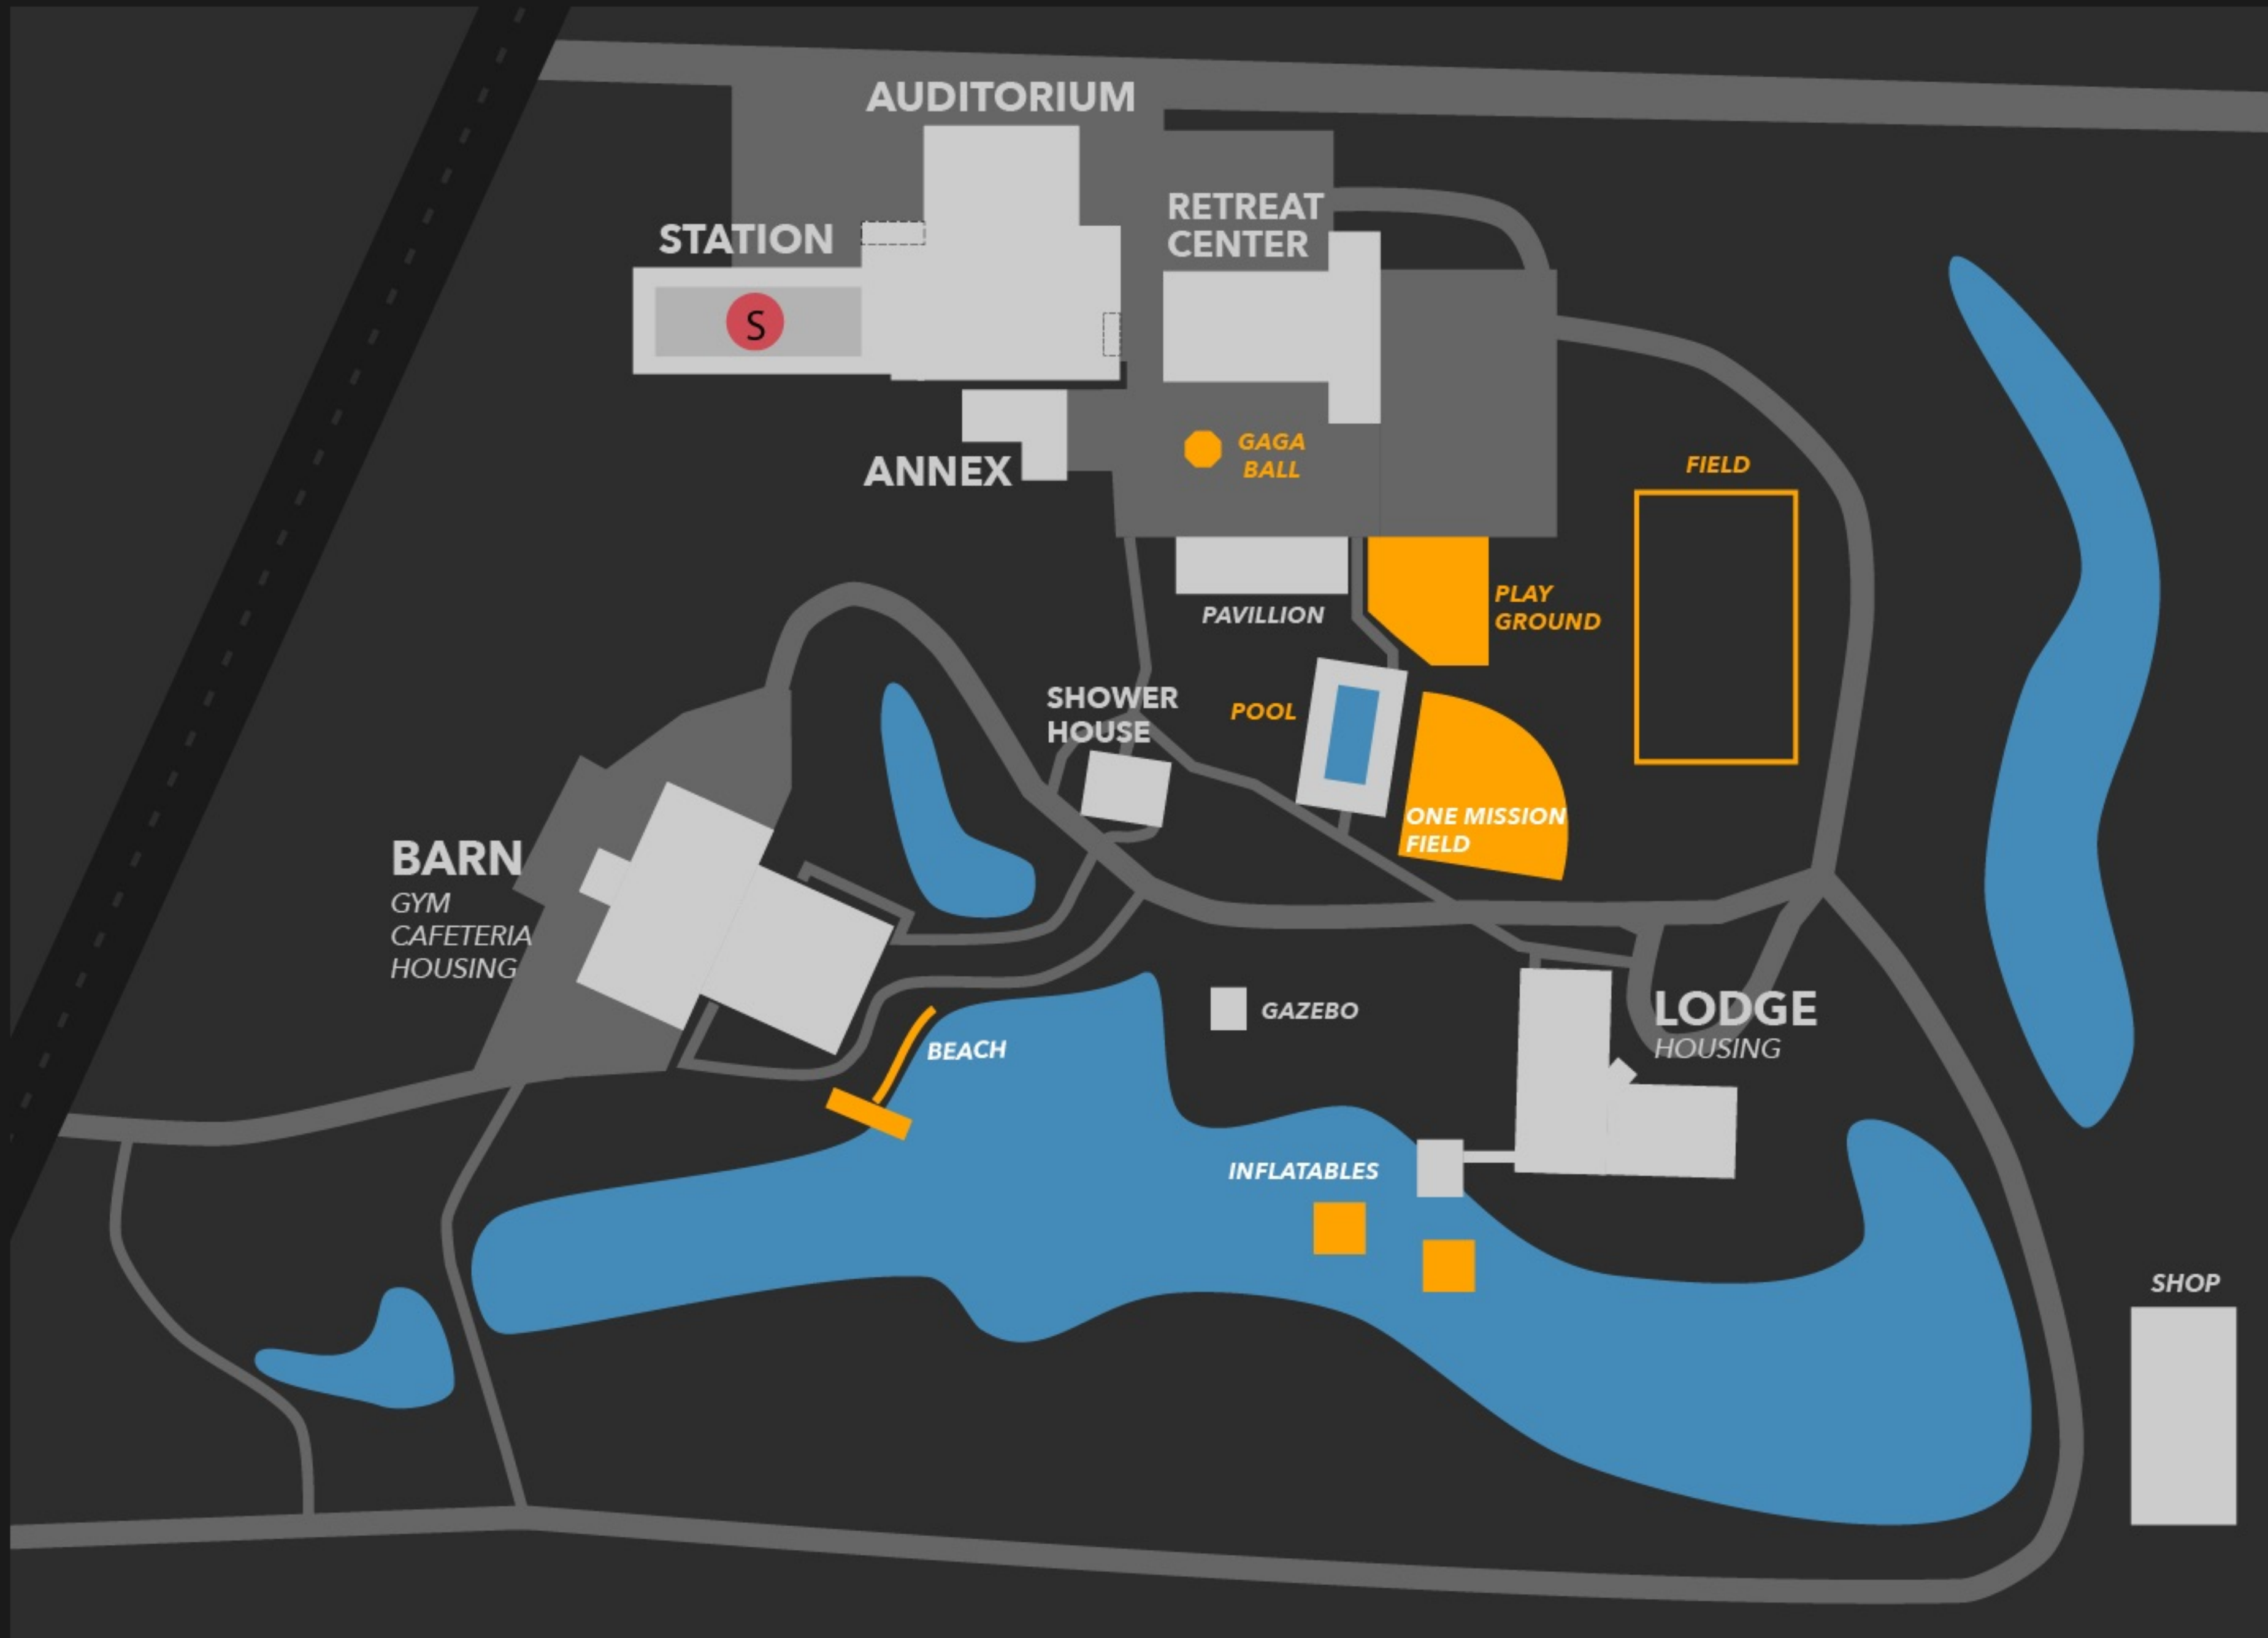 AUDITORIUM
RETREAT
CENTER
STATION
S
GAGA
BALL
ANNEX
FIELD
PLAY
GROUND
PAVILLION
SHOWER
HOUSE
POOL
ONE MISSION
FIELD
BARN
GYM
CAFETERIA
HOUSING
LODGE
HOUSING
GAZEBO
BEACH
INFLATABLES
SHOP